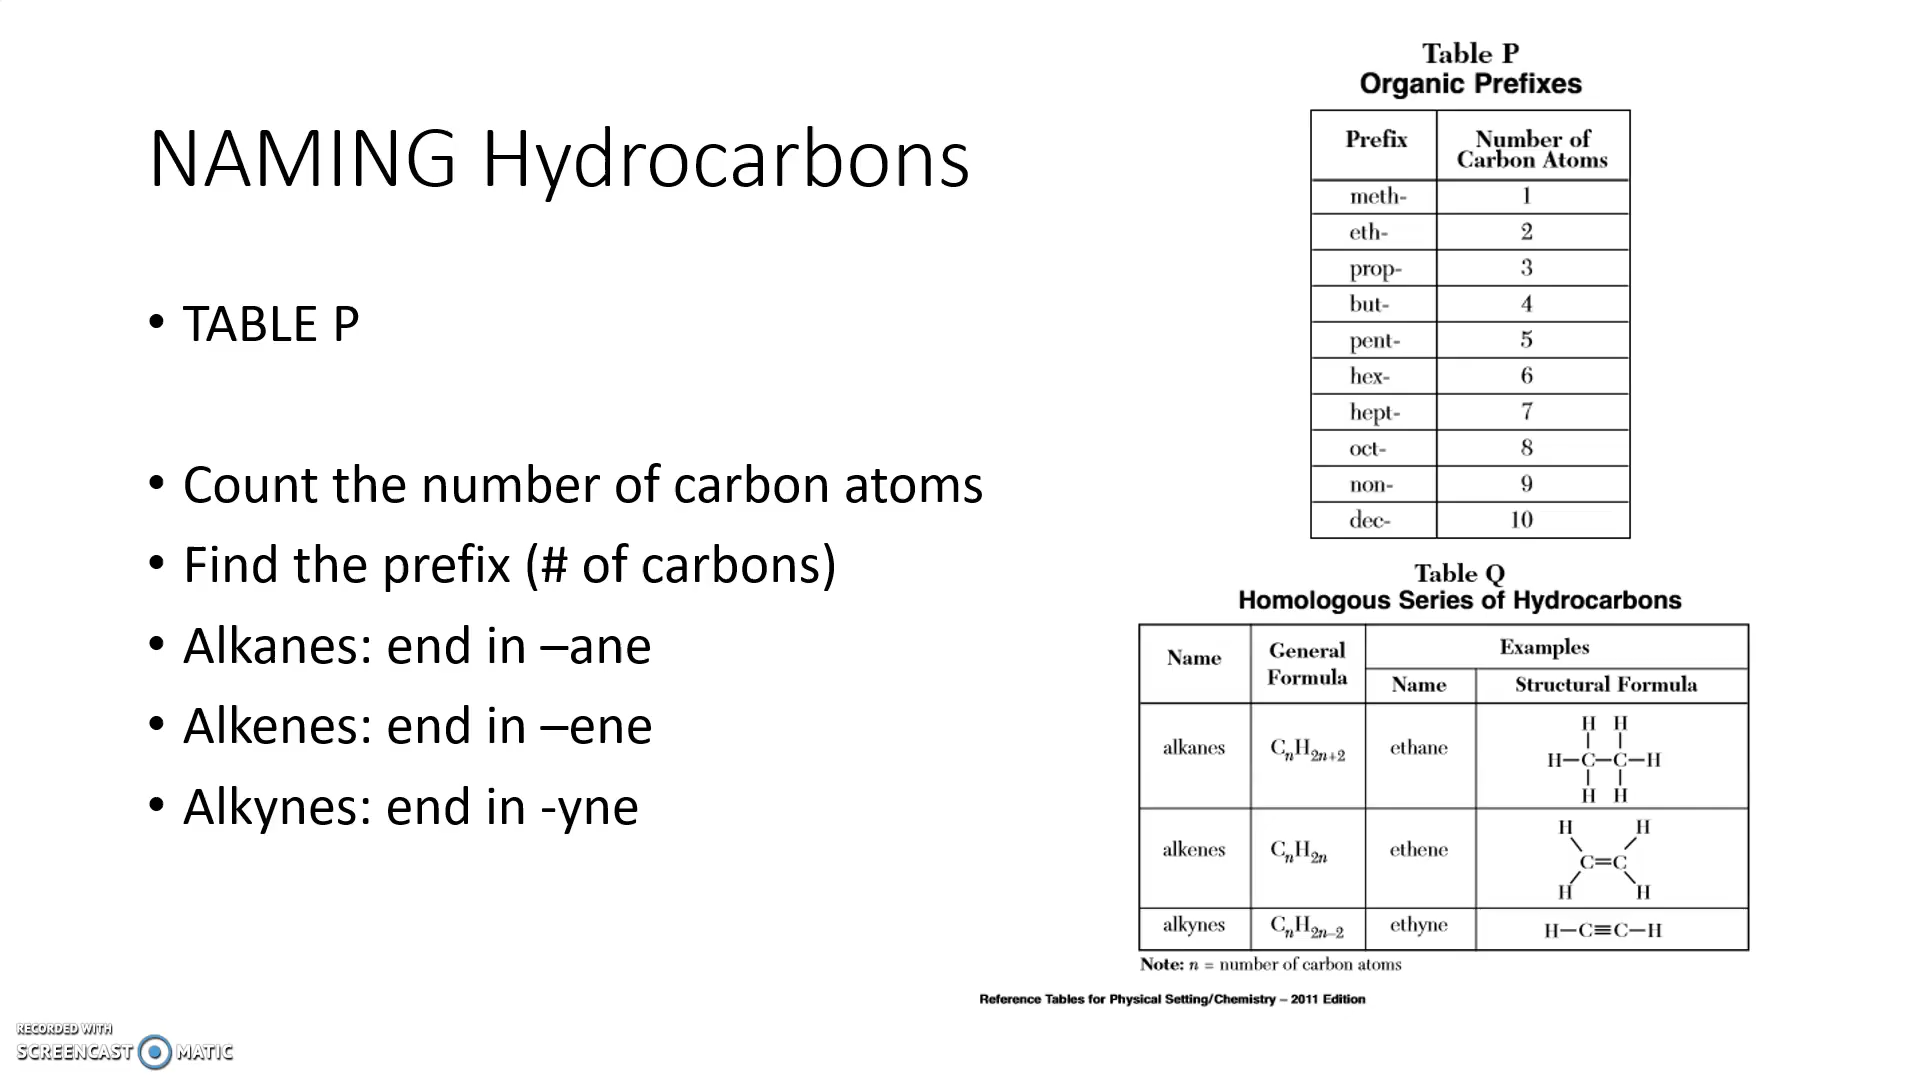 NAMING Hydrocarbons
• TABLE P
• Count the number of carbon atoms
• Find the prefix (# of carbons)
• Alkanes: end in –ane
• Alkenes: end in –ene
• Alkynes: end in -yne
Table P
Organic Prefixes
Prefix Number of Carbon Atoms
meth- 1
eth- 2
prop- 3
but- 4
pent- 5
hex- 6
hept- 7
oct- 8
non- 9
dec- 10
Table Q
Homologous Series of Hydrocarbons
Name General Formula Examples
Name Structural Formula
H H
alkanes CnH2n+2 ethane H–C–C–H
H H
H H
alkenes CnH2n ethene C=C
H H
alkynes CnH2n–2 ethyne H–C≡C–H
Note: n = number of carbon atoms
Reference Tables for Physical Setting/Chemistry – 2011 Edition
RECORDED WITH
SCREENCAST MATIC